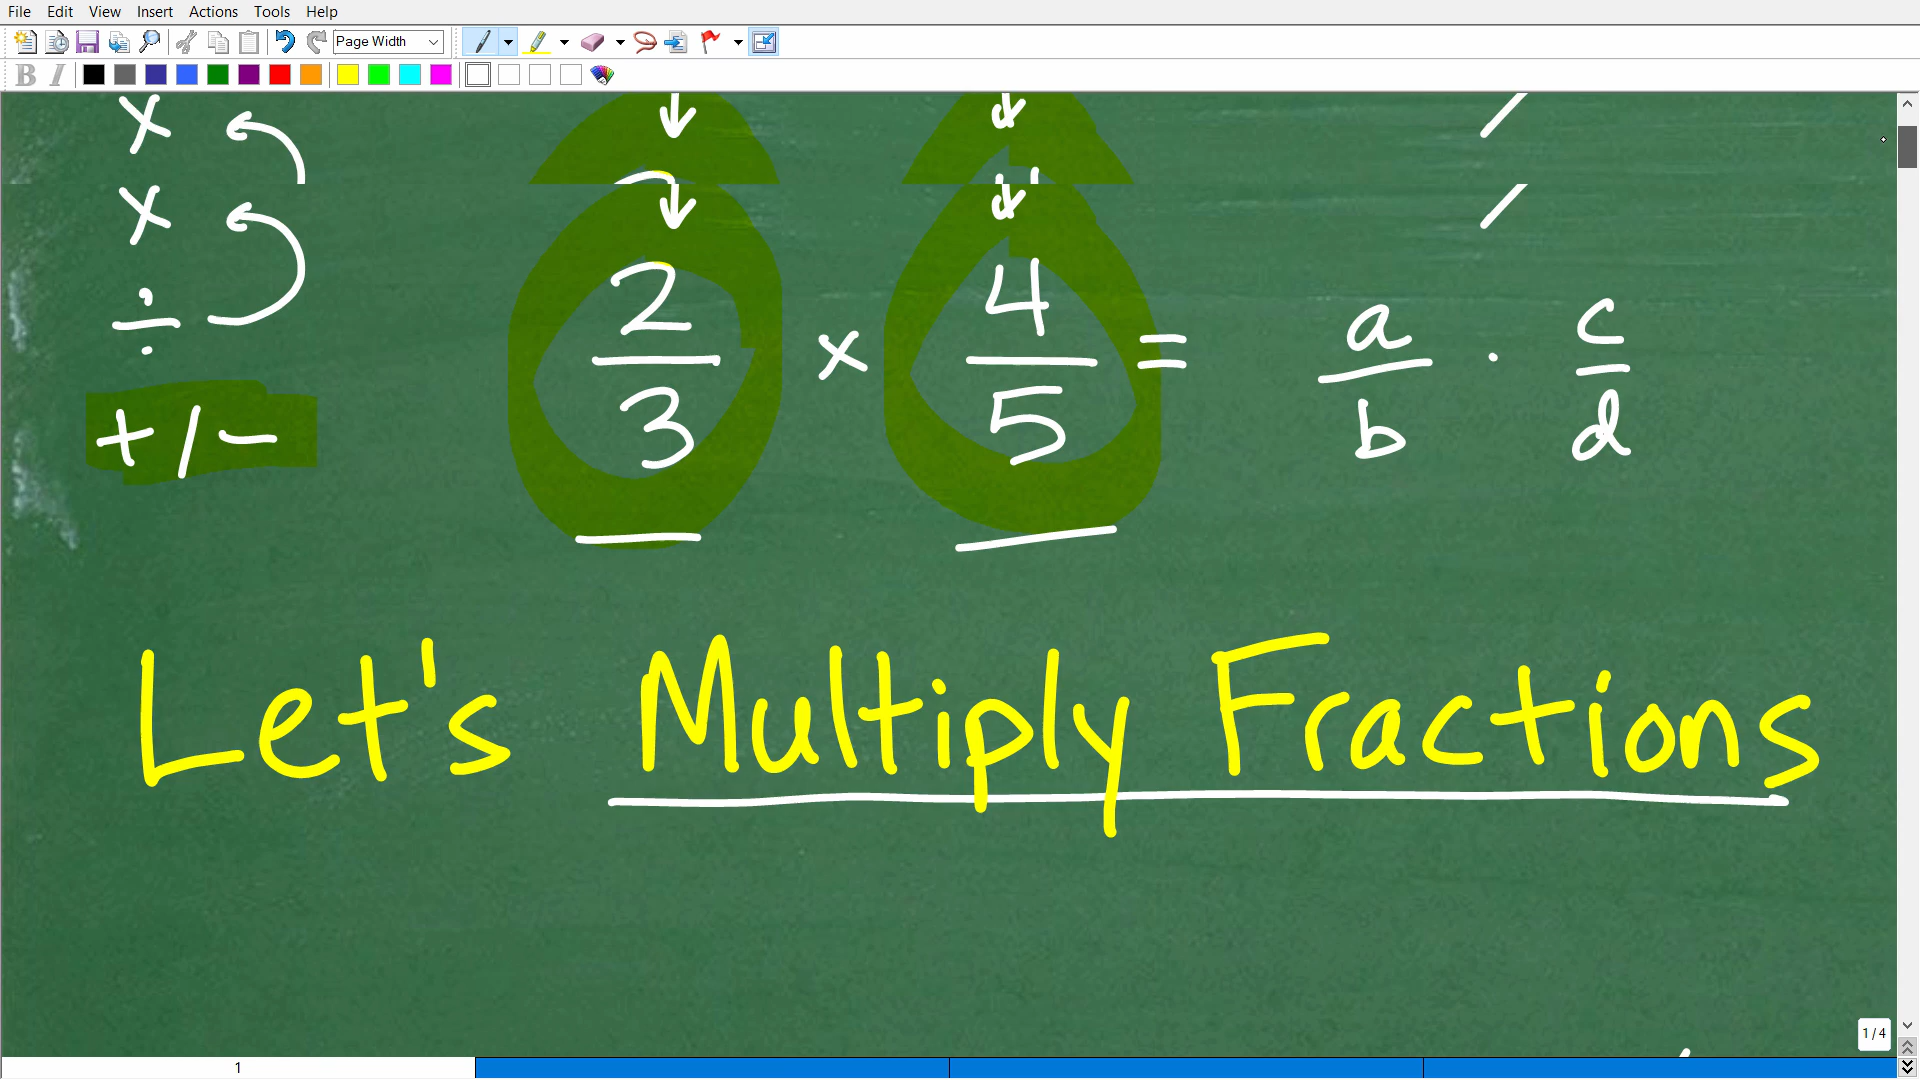 File Edit View Insert Actions Tools Help
Page Width
B I
×
×
÷
+/-
2/3 × 4/5 = a/b · c/d
Let's Multiply Fractions
1 / 4
1